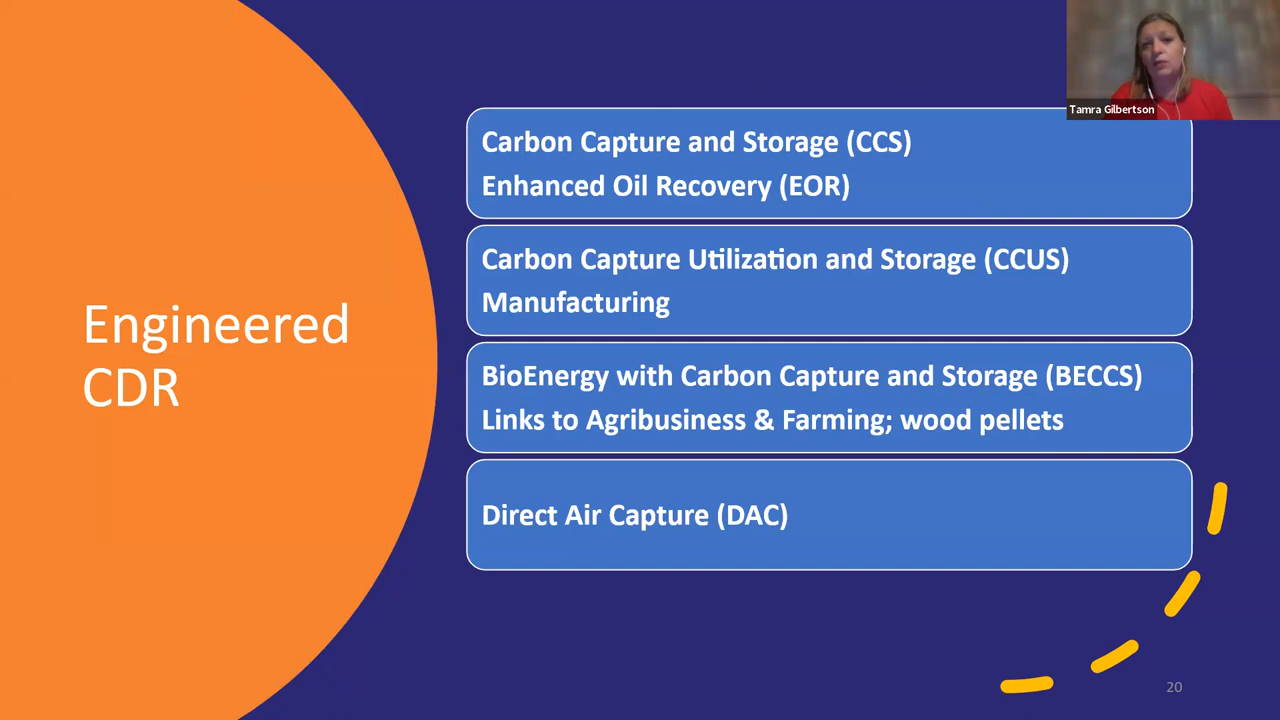 Tamra Gilbertson
Engineered
CDR
Carbon Capture and Storage (CCS)
Enhanced Oil Recovery (EOR)
Carbon Capture Utilization and Storage (CCUS)
Manufacturing
BioEnergy with Carbon Capture and Storage (BECCS)
Links to Agribusiness & Farming; wood pellets
Direct Air Capture (DAC)
20